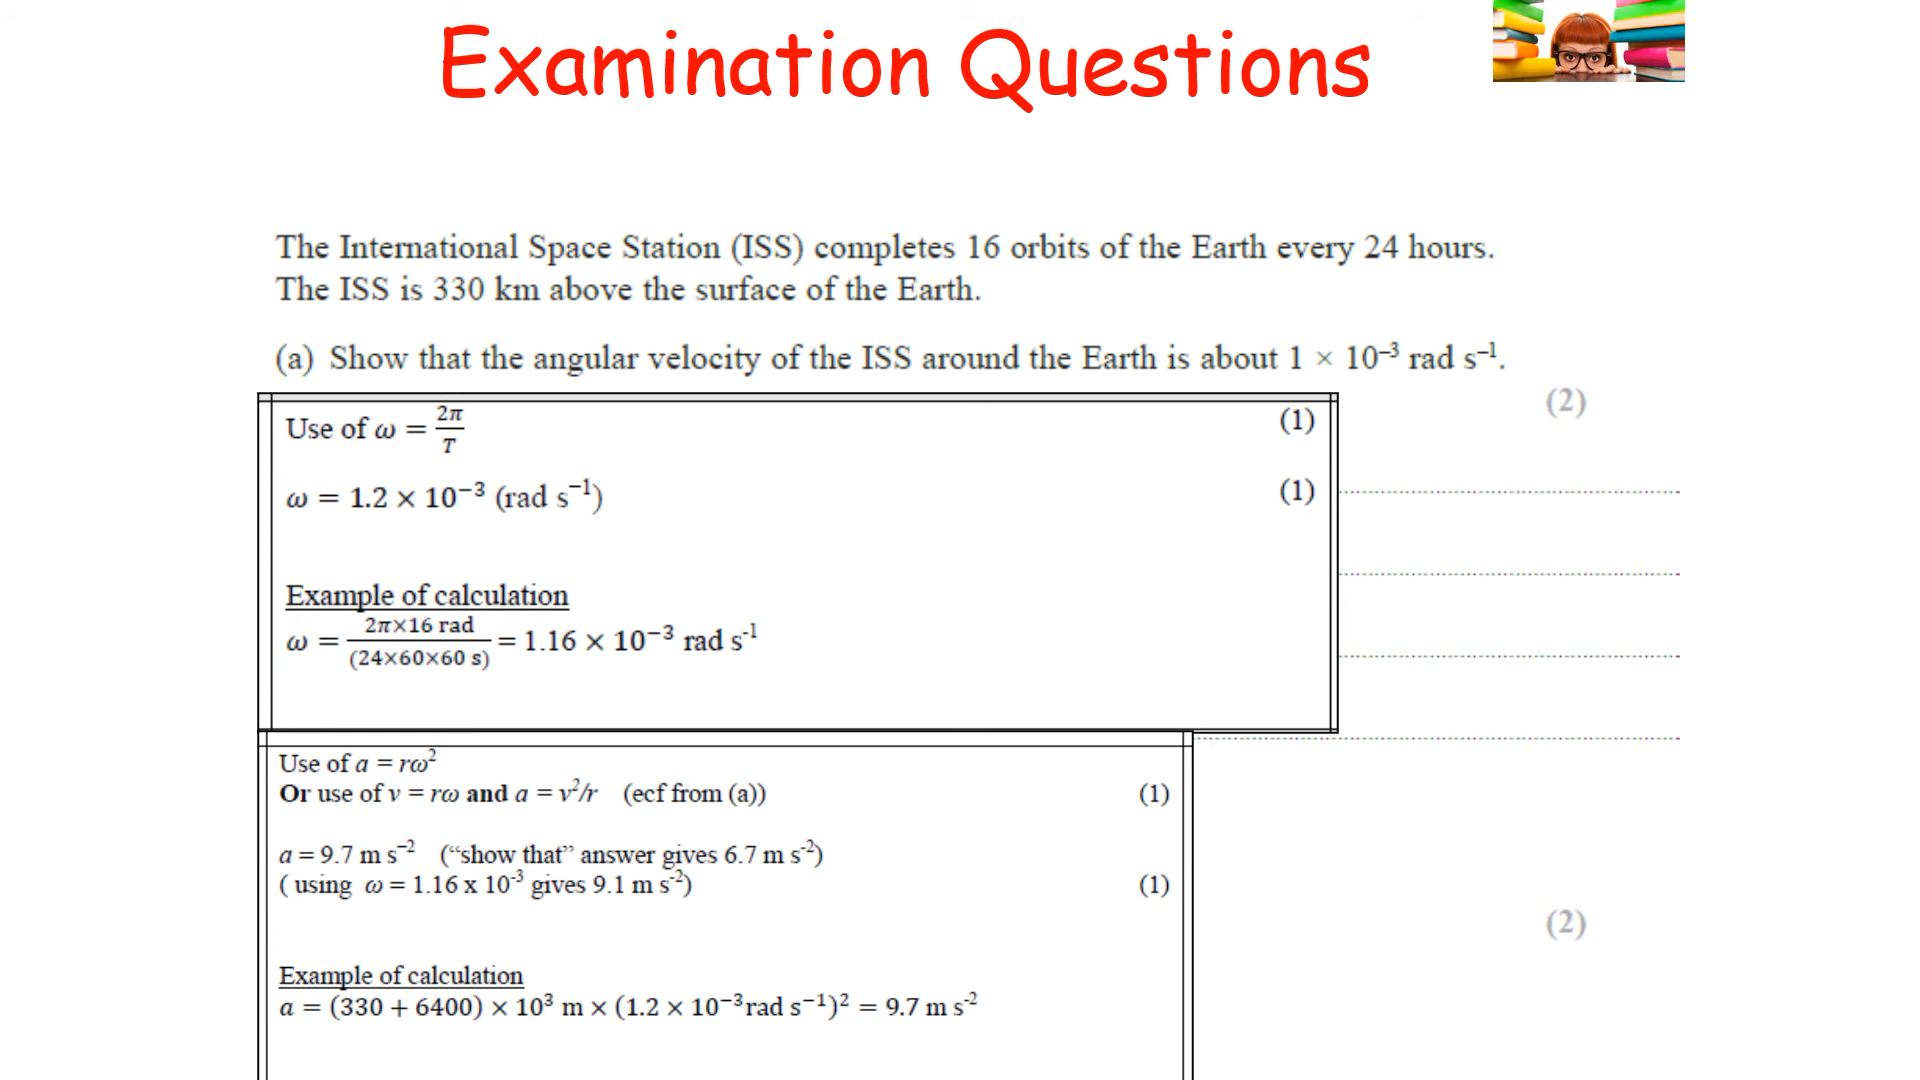 Examination Questions
The International Space Station (ISS) completes 16 orbits of the Earth every 24 hours.
The ISS is 330 km above the surface of the Earth.
(a) Show that the angular velocity of the ISS around the Earth is about 1 × 10⁻³ rad s⁻¹.
(2)
Use of ω = 2π/T (1)
ω = 1.2 × 10⁻³ (rad s⁻¹) (1)
Example of calculation
ω = 2π×16 rad/(24×60×60 s) = 1.16 × 10⁻³ rad s⁻¹
Use of a = rω²
Or use of v = rω and a = v²/r (ecf from (a)) (1)
a = 9.7 m s⁻² (“show that” answer gives 6.7 m s⁻²)
( using ω = 1.16 x 10⁻³ gives 9.1 m s⁻²) (1)
(2)
Example of calculation
a = (330 + 6400) × 10³ m × (1.2 × 10⁻³rad s⁻¹)² = 9.7 m s⁻²